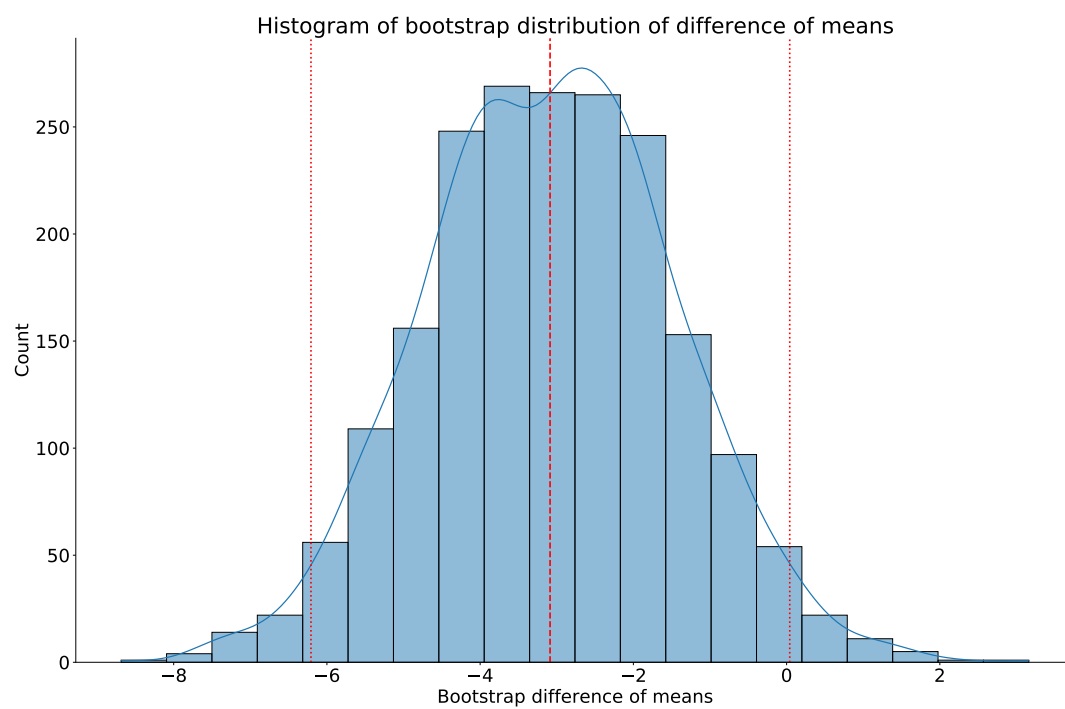 Histogram of bootstrap distribution of difference of means
Count
250
200
150
100
50
0
−8 −6 −4 −2 0 2
Bootstrap difference of means